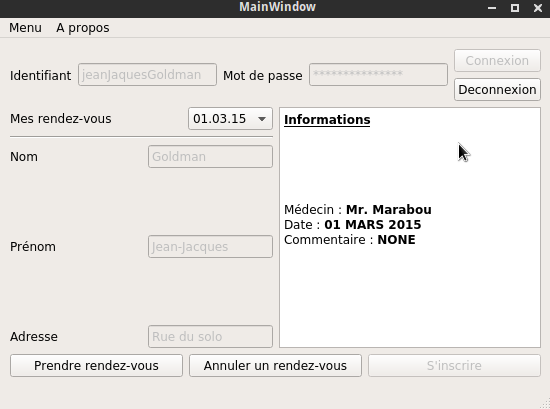 MainWindow
Menu A propos
Identifiant jeanJaquesGoldman Mot de passe *************** Connexion
Deconnexion
Mes rendez-vous 01.03.15
Informations
Nom Goldman
Médecin : Mr. Marabou
Date : 01 MARS 2015
Commentaire : NONE
Prénom Jean-Jacques
Adresse Rue du solo
Prendre rendez-vous Annuler un rendez-vous S'inscrire